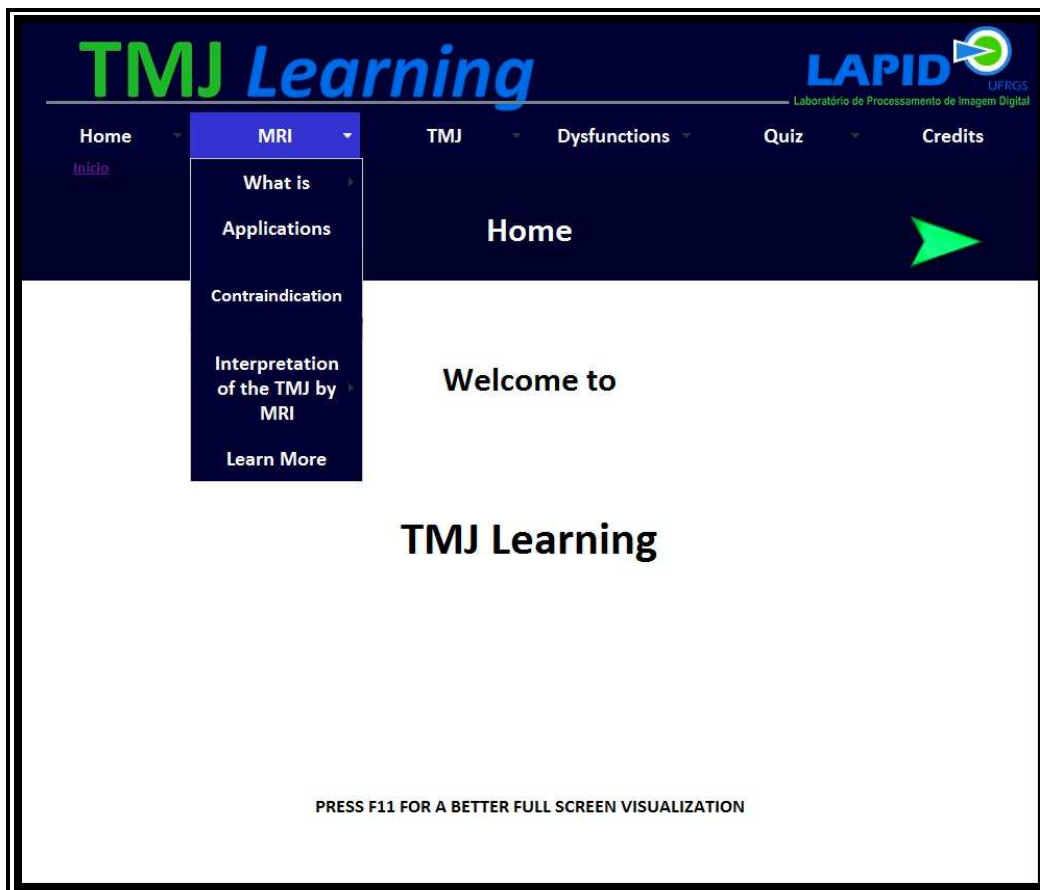 TMJ Learning
LAPID
UFRGS
Laboratório de Processamento de Imagem Digital
Home MRI TMJ Dysfunctions Quiz Credits
Início
What is
Applications
Home
Contraindication
Interpretation
of the TMJ by
MRI
Learn More
Welcome to
TMJ Learning
PRESS F11 FOR A BETTER FULL SCREEN VISUALIZATION